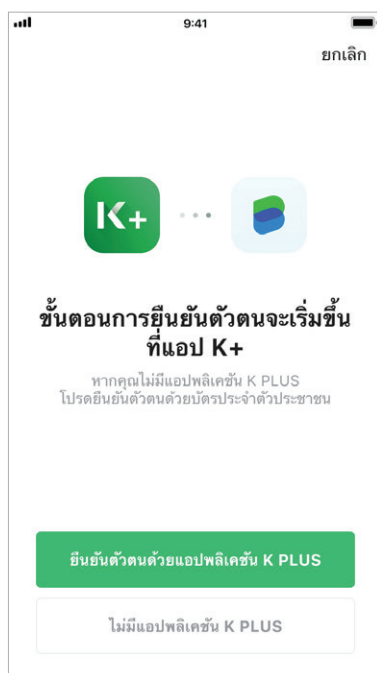 9:41
ยกเลิก
K+
ขั้นตอนการยืนยันตัวตนจะเริ่มขึ้น
ที่แอป K+
หากคุณไม่มีแอปพลิเคชัน K PLUS
โปรดยืนยันตัวตนด้วยบัตรประจำตัวประชาชน
ยืนยันตัวตนด้วยแอปพลิเคชัน K PLUS
ไม่มีแอปพลิเคชัน K PLUS